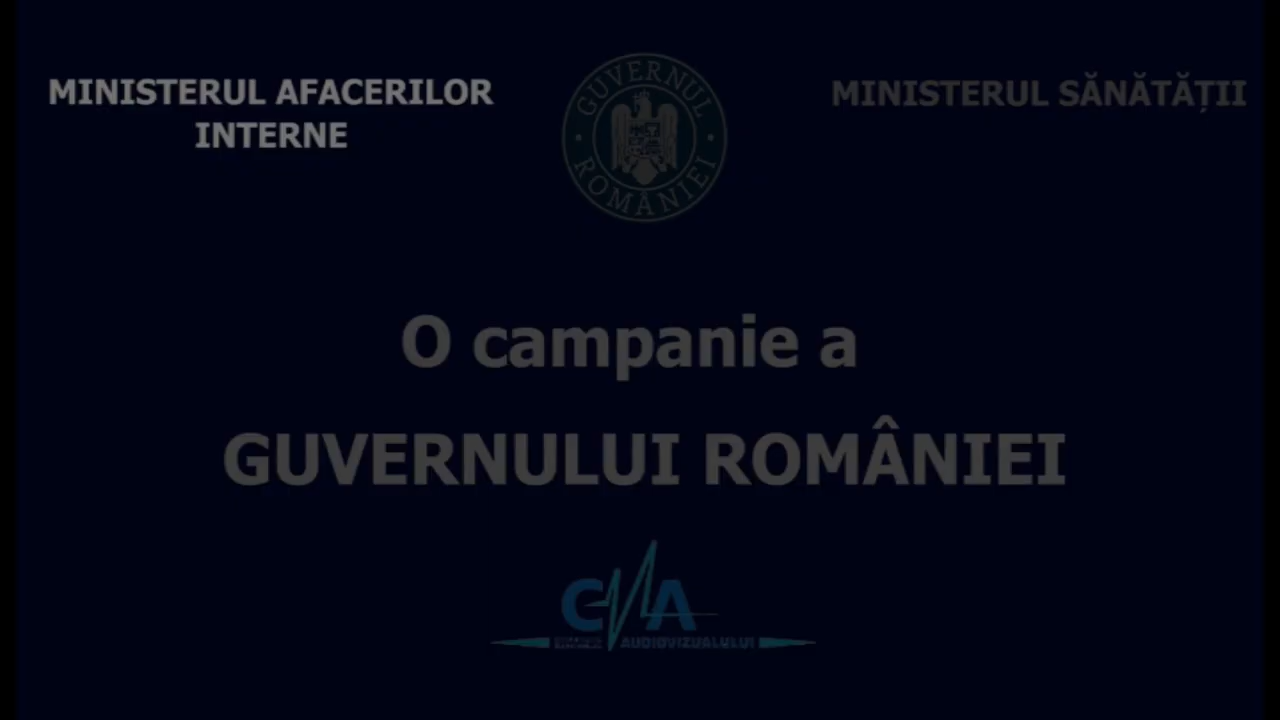 MINISTERUL AFACERILOR
INTERNE
GUVERNUL
ROMÂNIEI
MINISTERUL SĂNĂTĂȚII
O campanie a
GUVERNULUI ROMÂNIEI
CNA
AUDIOVIZUALULUI